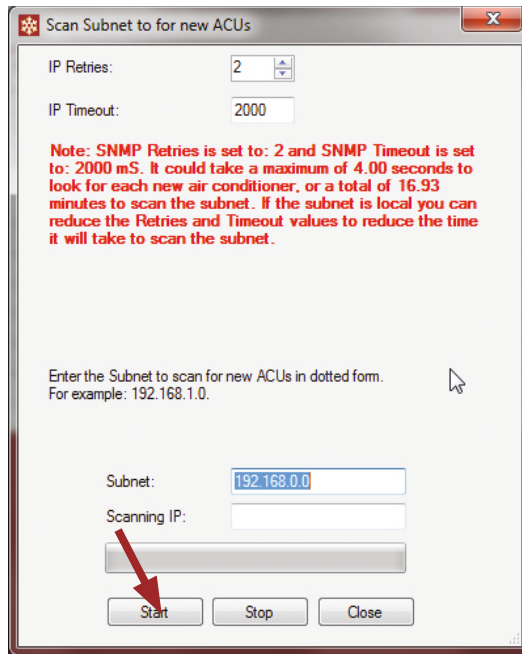 Scan Subnet to for new ACUs
IP Retries: 2
IP Timeout: 2000
Note: SNMP Retries is set to: 2 and SNMP Timeout is set
to: 2000 mS. It could take a maximum of 4.00 seconds to
look for each new air conditioner, or a total of 16.93
minutes to scan the subnet. If the subnet is local you can
reduce the Retries and Timeout values to reduce the time
it will take to scan the subnet.
Enter the Subnet to scan for new ACUs in dotted form.
For example: 192.168.1.0.
Subnet: 192.168.0.0
Scanning IP:
Start Stop Close